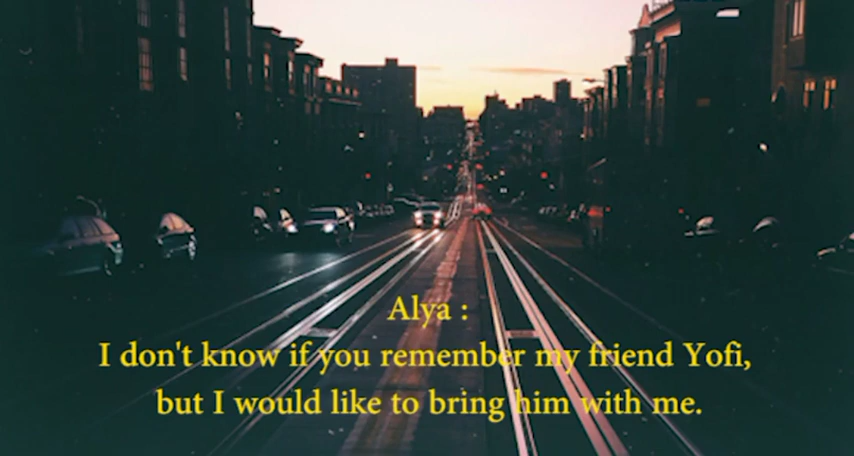 Alya :
I don't know if you remember my friend Yofi,
but I would like to bring him with me.